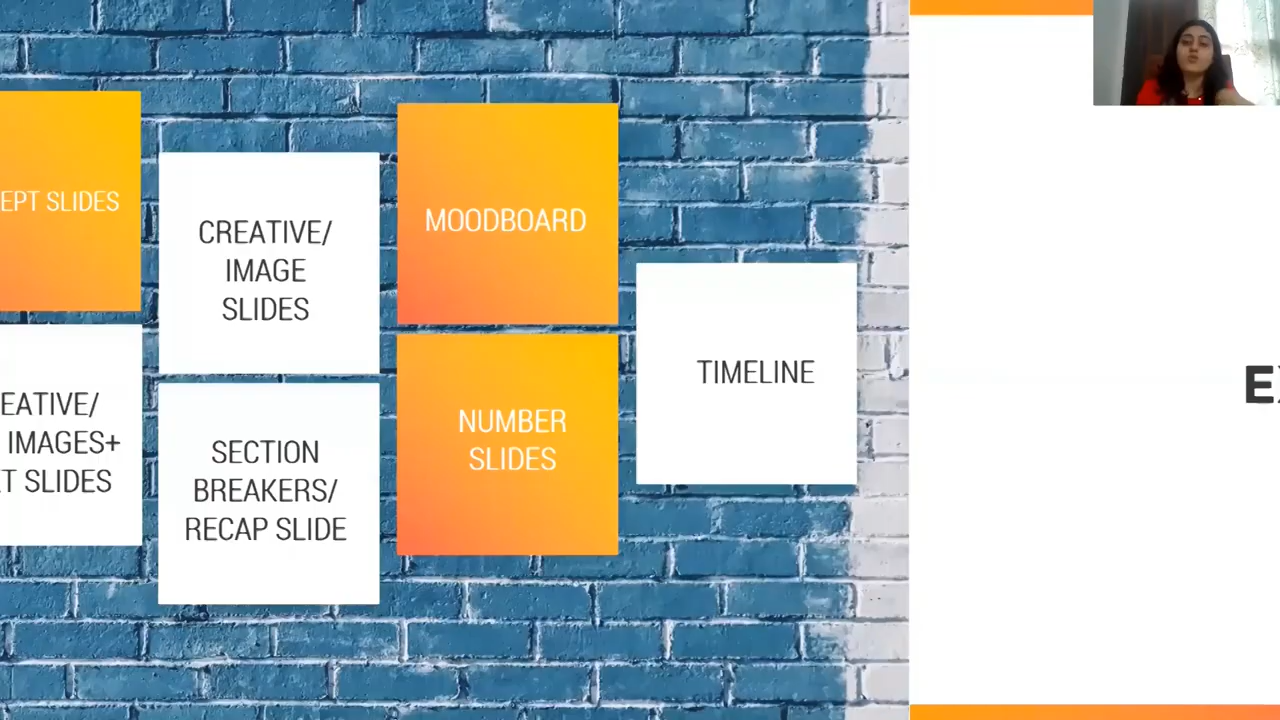 EPT SLIDES
EATIVE/
IMAGES+
T SLIDES
CREATIVE/
IMAGE
SLIDES
SECTION
BREAKERS/
RECAP SLIDE
MOODBOARD
NUMBER
SLIDES
TIMELINE